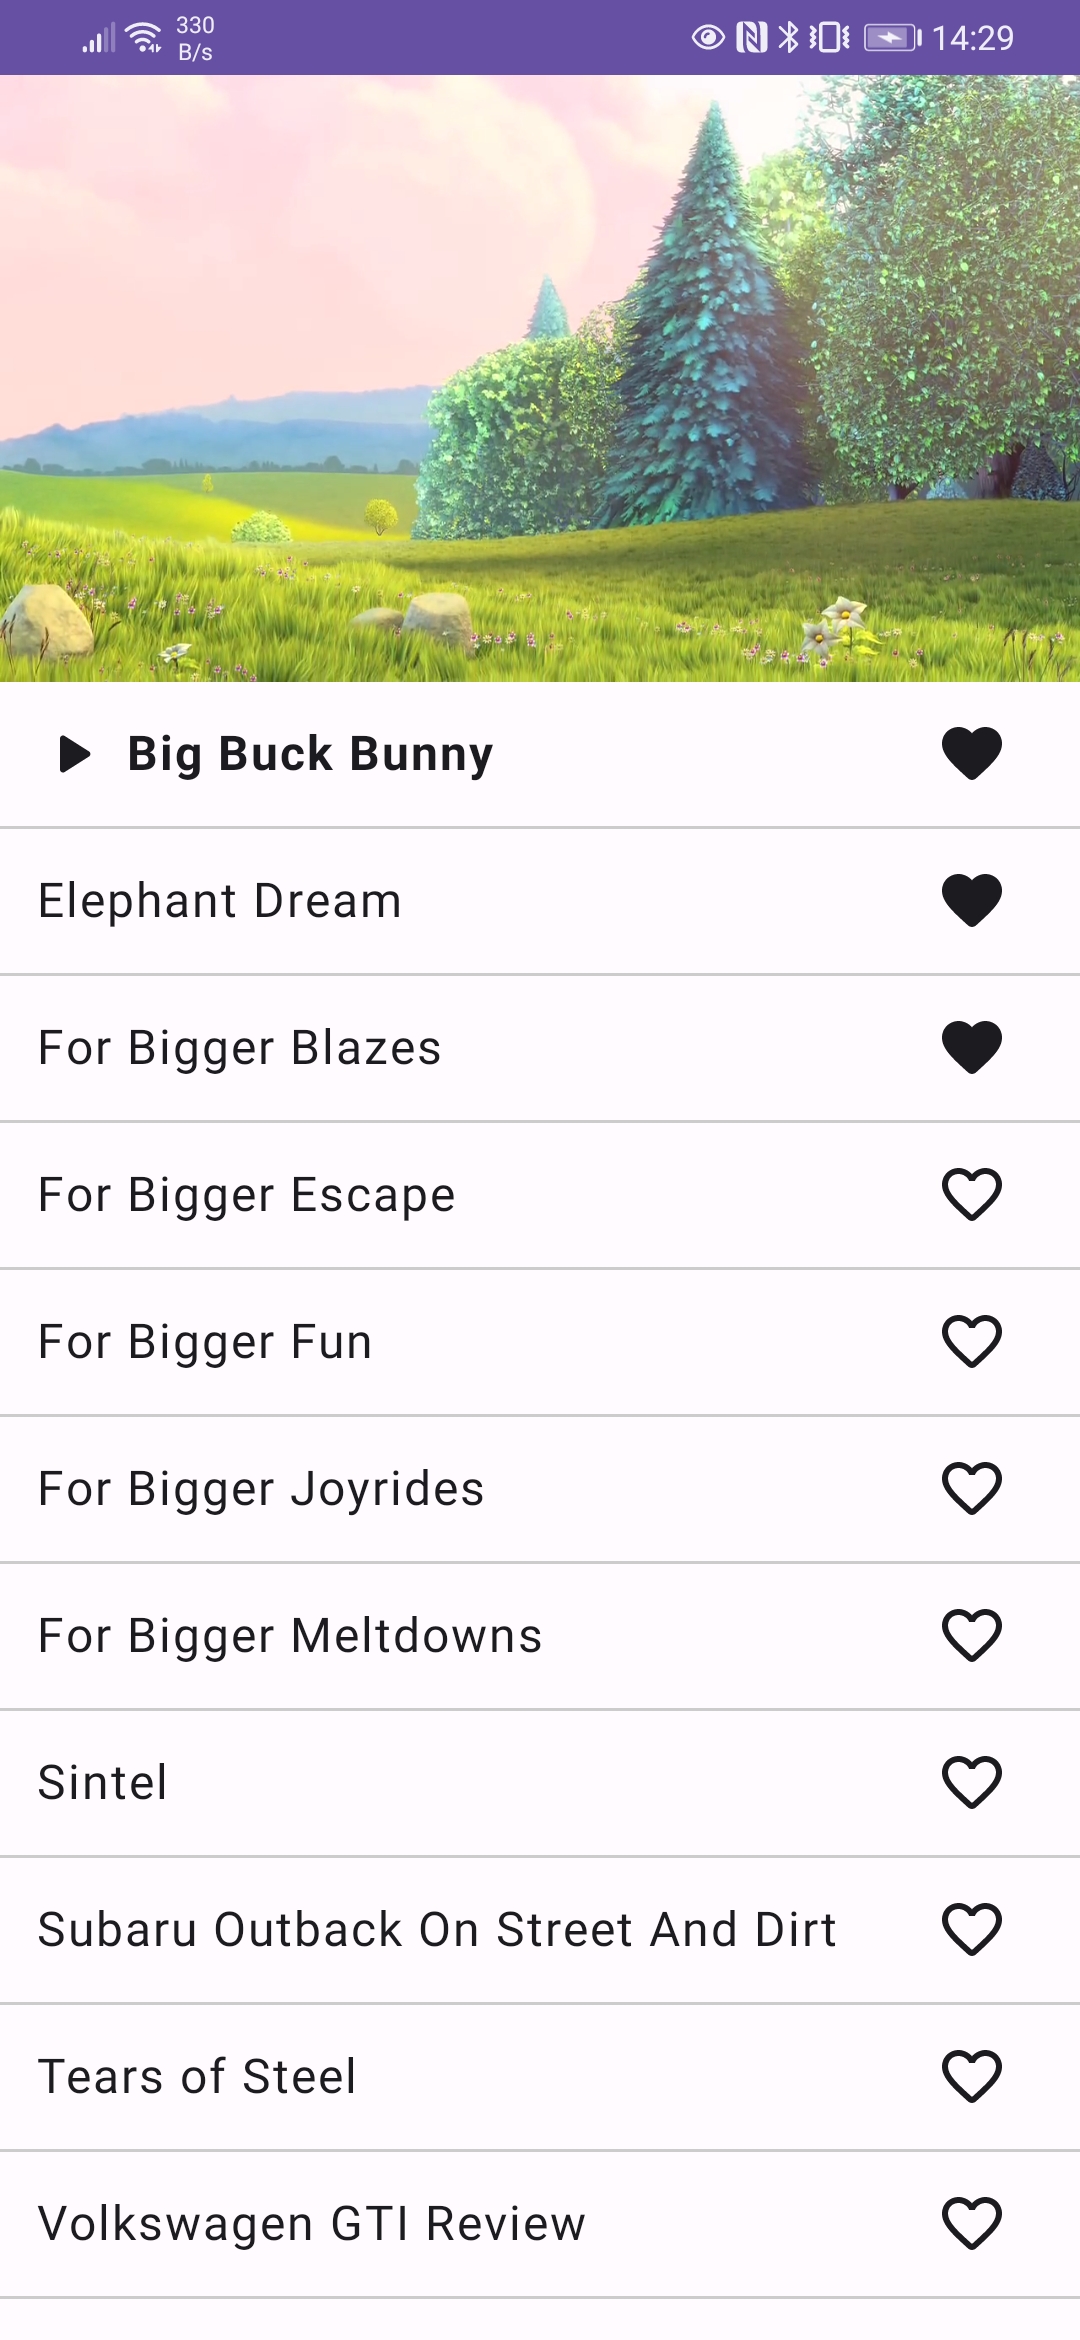 330
B/s
14:29
Big Buck Bunny
Elephant Dream
For Bigger Blazes
For Bigger Escape
For Bigger Fun
For Bigger Joyrides
For Bigger Meltdowns
Sintel
Subaru Outback On Street And Dirt
Tears of Steel
Volkswagen GTI Review